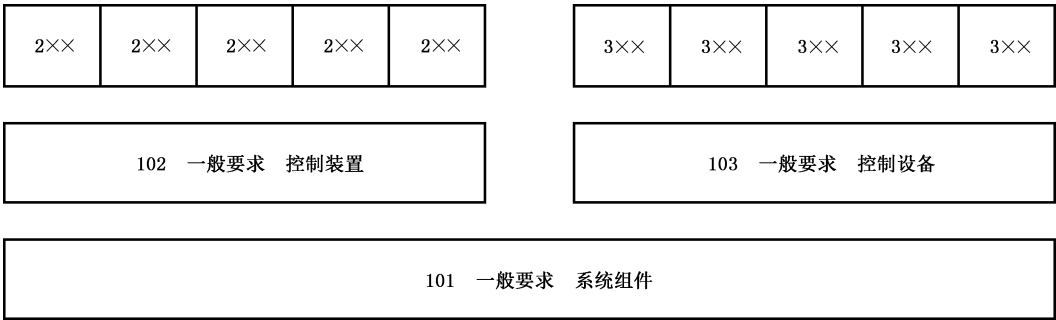 2×× 2×× 2×× 2×× 2×× 3×× 3×× 3×× 3×× 3××
102 一般要求 控制装置 103 一般要求 控制设备
101 一般要求 系统组件